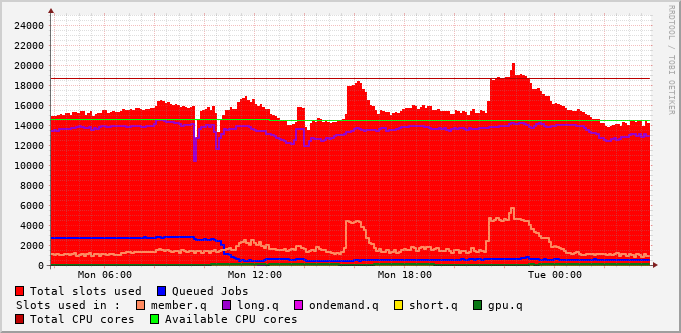 24000
22000
20000
18000
16000
14000
12000
10000
8000
6000
4000
2000
0
Mon 06:00 Mon 12:00 Mon 18:00 Tue 00:00
RRDTOOL / TOBI OETIKER
Total slots used Queued Jobs
Slots used in : member.q long.q ondemand.q short.q gpu.q
Total CPU cores Available CPU cores